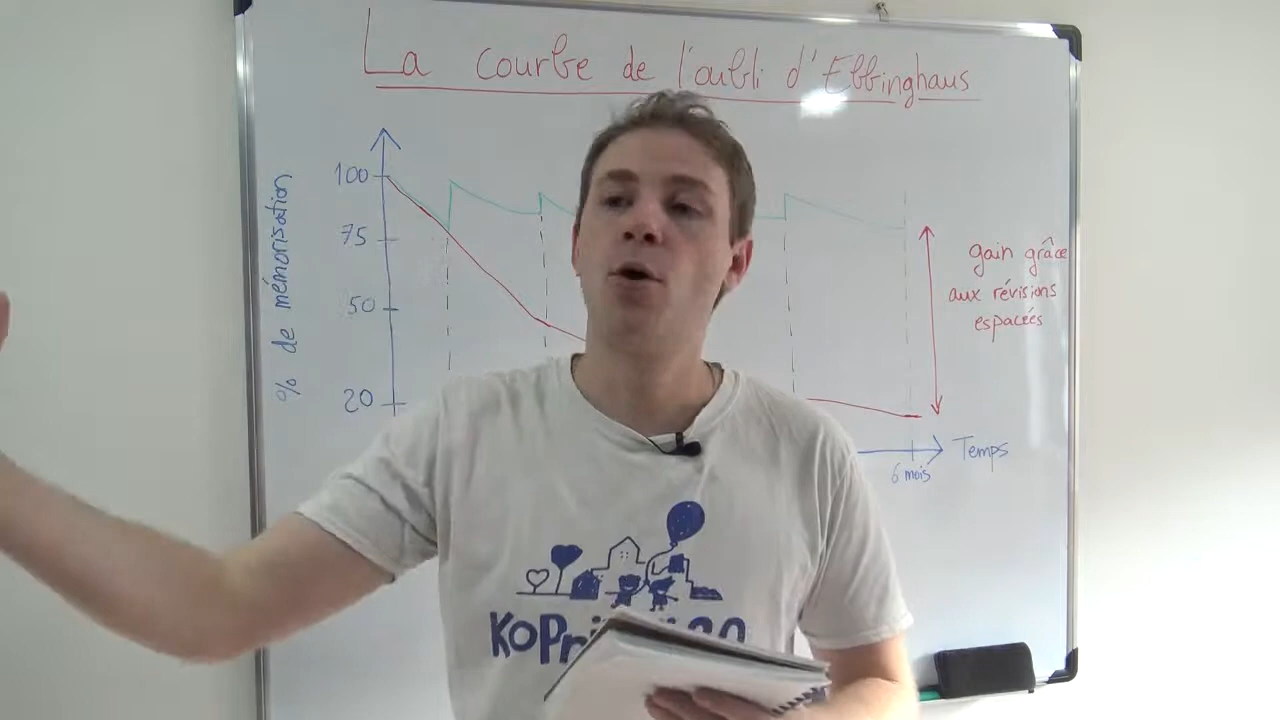 La courbe de l'oubli d'Ebbinghaus
% de mémorisation
100
75
50
20
gain grâce
aux révisions
espacées
Temps
6 mois